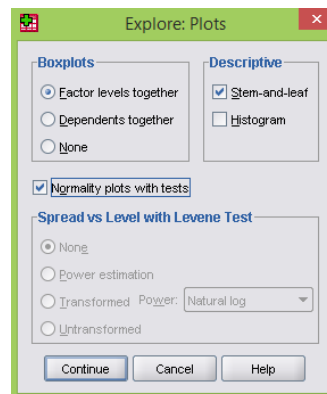 Explore: Plots
Boxplots
Factor levels together
Dependents together
None
Descriptive
Stem-and-leaf
Histogram
Normality plots with tests
Spread vs Level with Levene Test
None
Power estimation
Transformed Power: Natural log
Untransformed
Continue Cancel Help